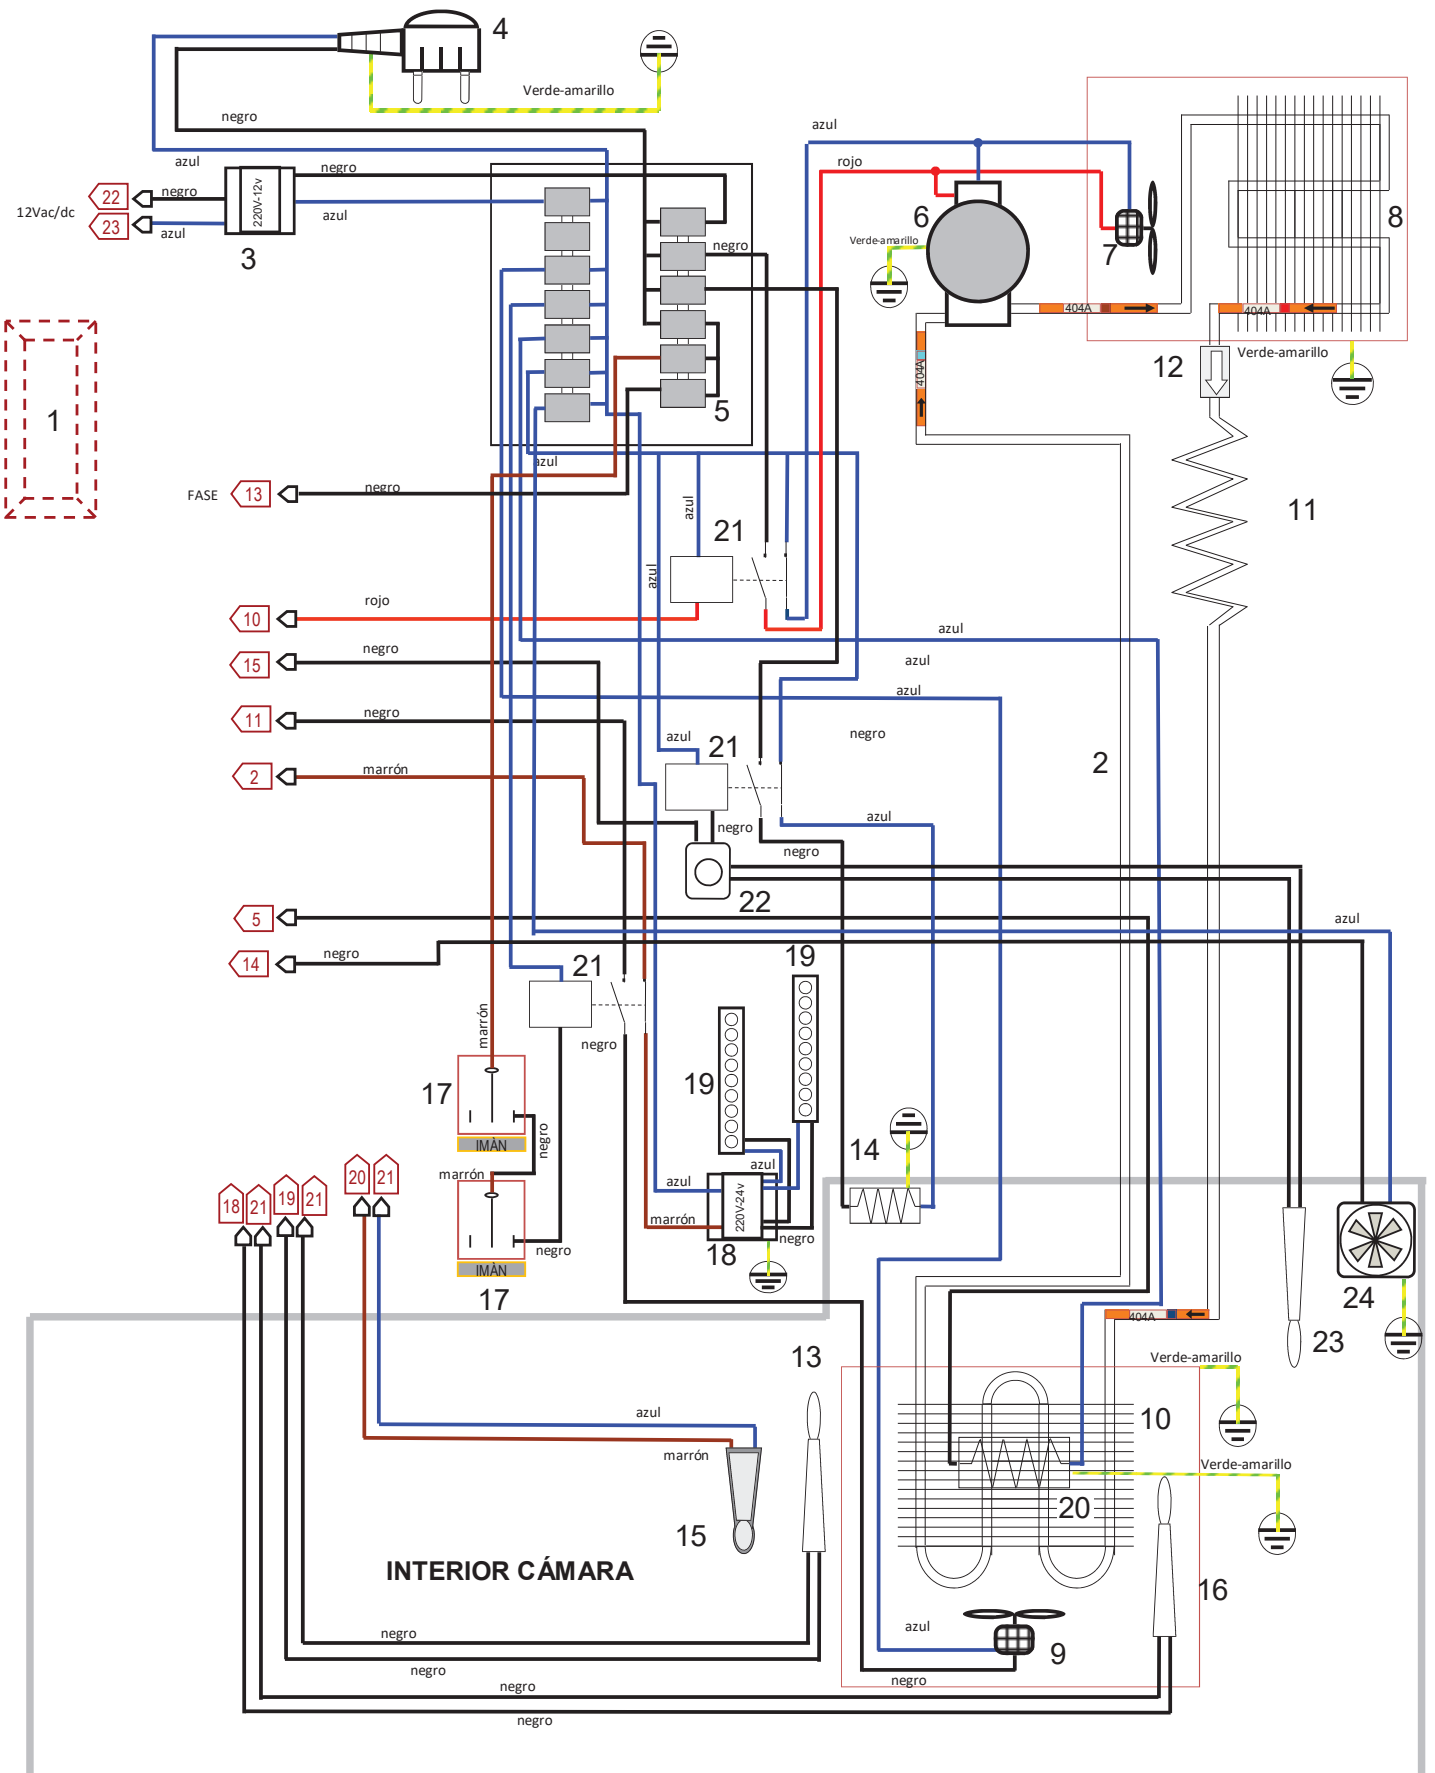 4
Verde-amarillo
negro
azul
azul
rojo
negro
negro
azul
220V-12v
22
12Vac/dc
23
negro
azul
3
negro
6
7
8
Verde-amarillo
404A
404A
404A
12
Verde-amarillo
1
5
azul
FASE
13
negro
azul
21
11
azul
10
rojo
azul
15
negro
azul
azul
11
negro
negro
azul
21
2
2
marrón
azul
negro
negro
22
5
azul
14
negro
19
21
marrón
negro
19
17
IMÀN
negro
14
azul
marrón
20
21
18
21
19
21
azul
220V-24v
marrón
18
negro
negro
IMÀN
17
24
404A
23
13
Verde-amarillo
azul
10
marrón
Verde-amarillo
20
15
INTERIOR CÁMARA
16
azul
9
negro
negro
negro
negro
negro